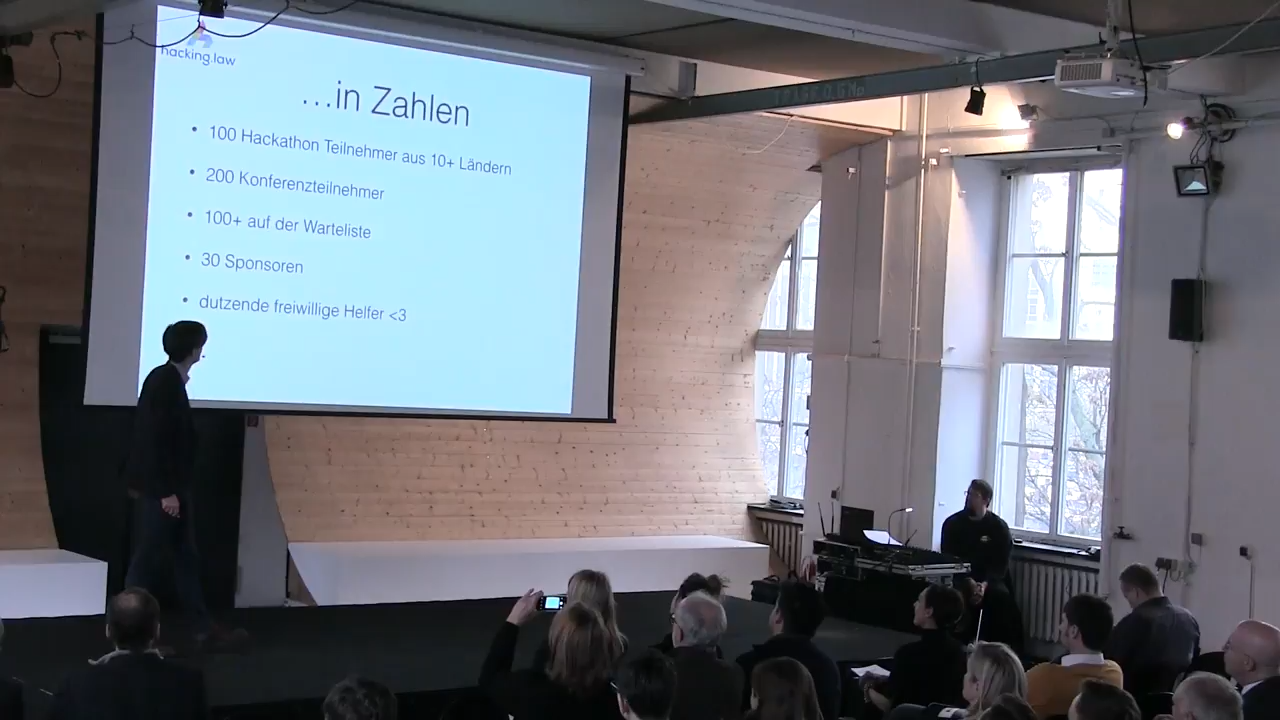 hacking.law
...in Zahlen
• 100 Hackathon Teilnehmer aus 10+ Ländern
• 200 Konferenzteilnehmer
• 100+ auf der Warteliste
• 30 Sponsoren
• dutzende freiwillige Helfer <3